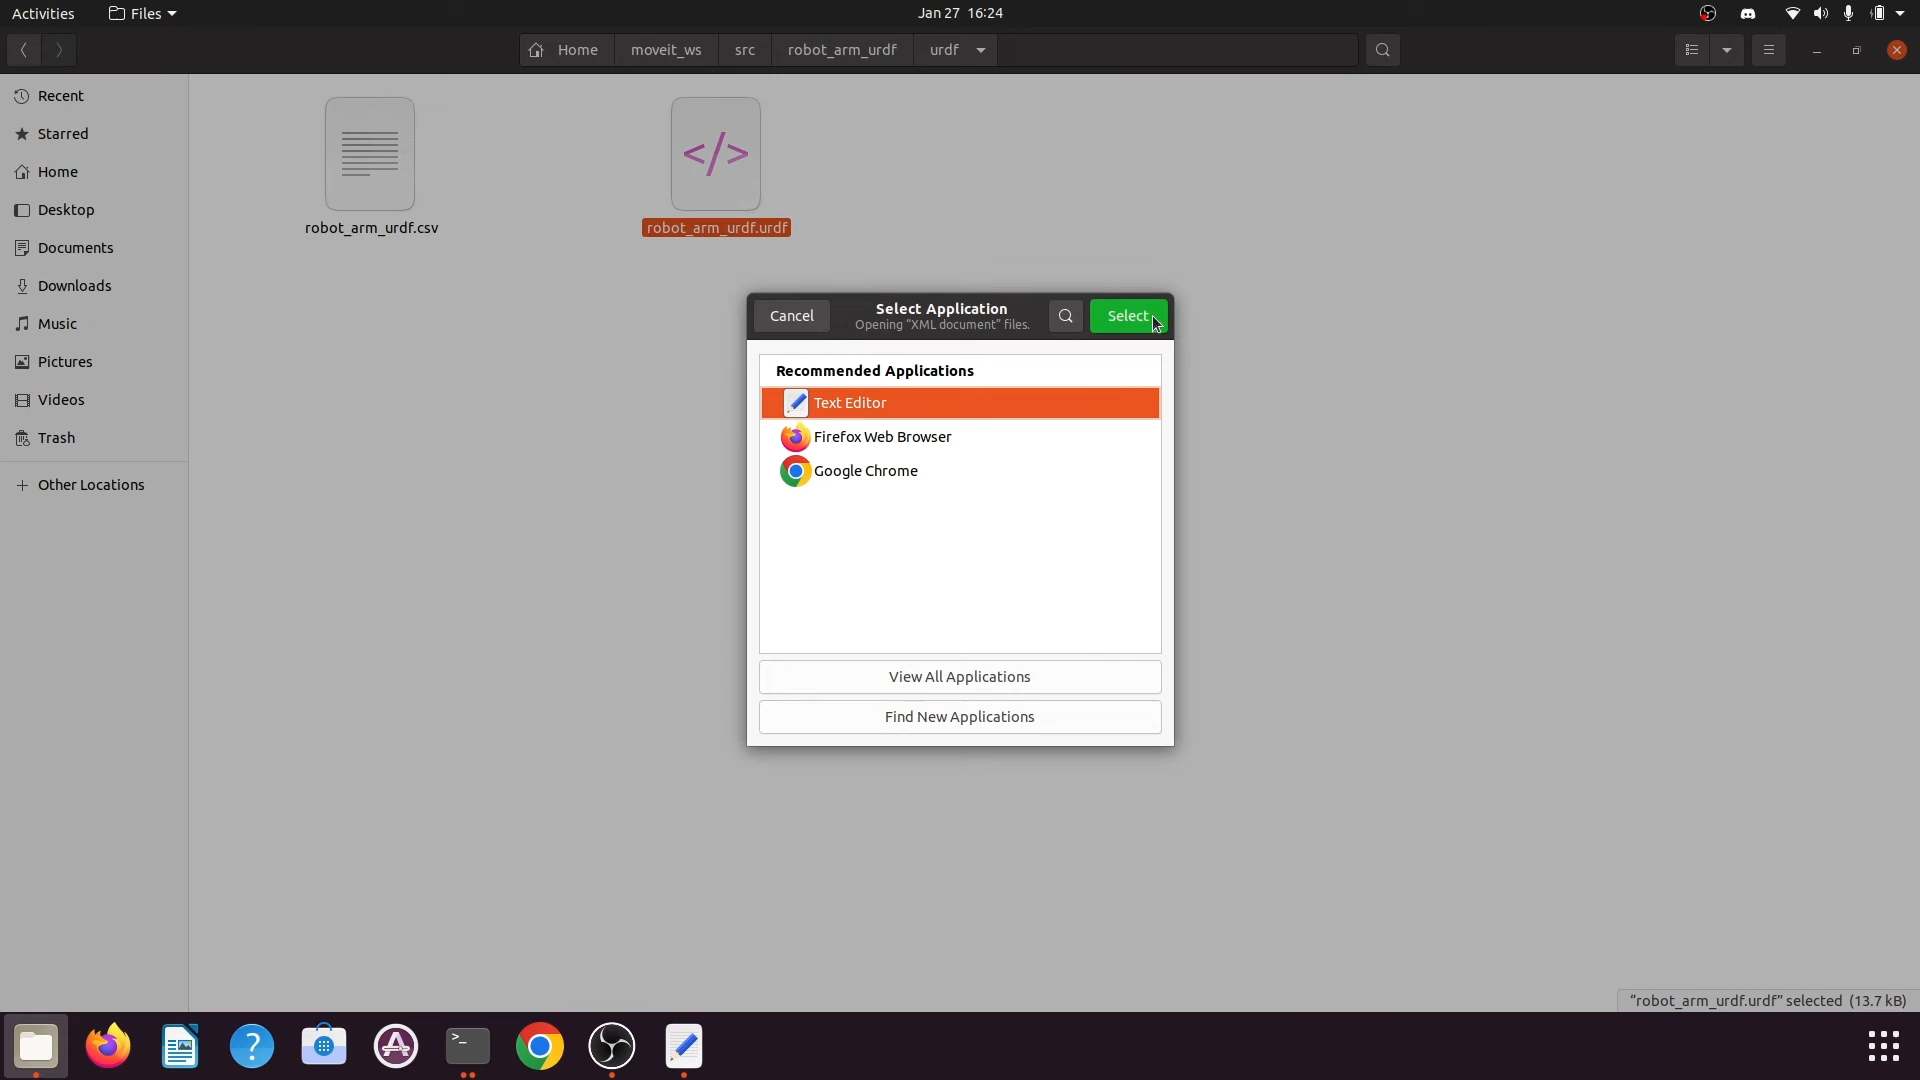 Activities
Files
Jan 27 16:24
Home
moveit_ws
src
robot_arm_urdf
urdf
Recent
Starred
Home
Desktop
Documents
Downloads
Music
Pictures
Videos
Trash
+ Other Locations
robot_arm_urdf.csv
</>
robot_arm_urdf.urdf
Cancel
Select Application
Opening “XML document” files.
Select
Recommended Applications
Text Editor
Firefox Web Browser
Google Chrome
View All Applications
Find New Applications
“robot_arm_urdf.urdf” selected (13.7 kB)
?
>_